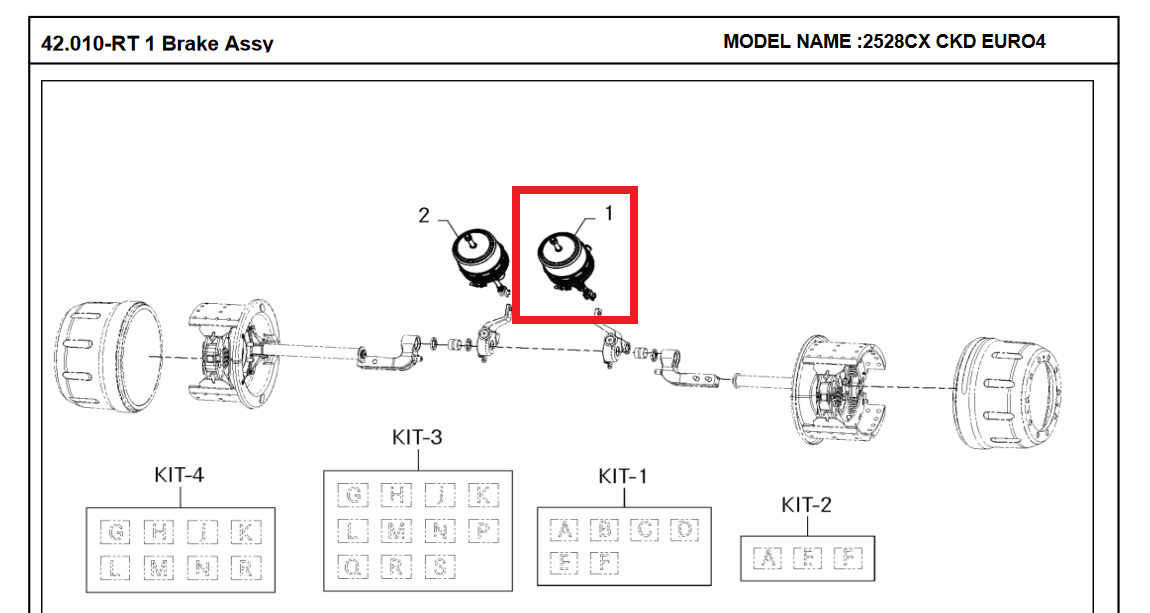 42.010-RT 1 Brake Assy
MODEL NAME :2528CX CKD EURO4
2
1
KIT-4
G H J K
L M N R
KIT-3
G H J K
L M N P
Q R S
KIT-1
A B C D
E F
KIT-2
A E F